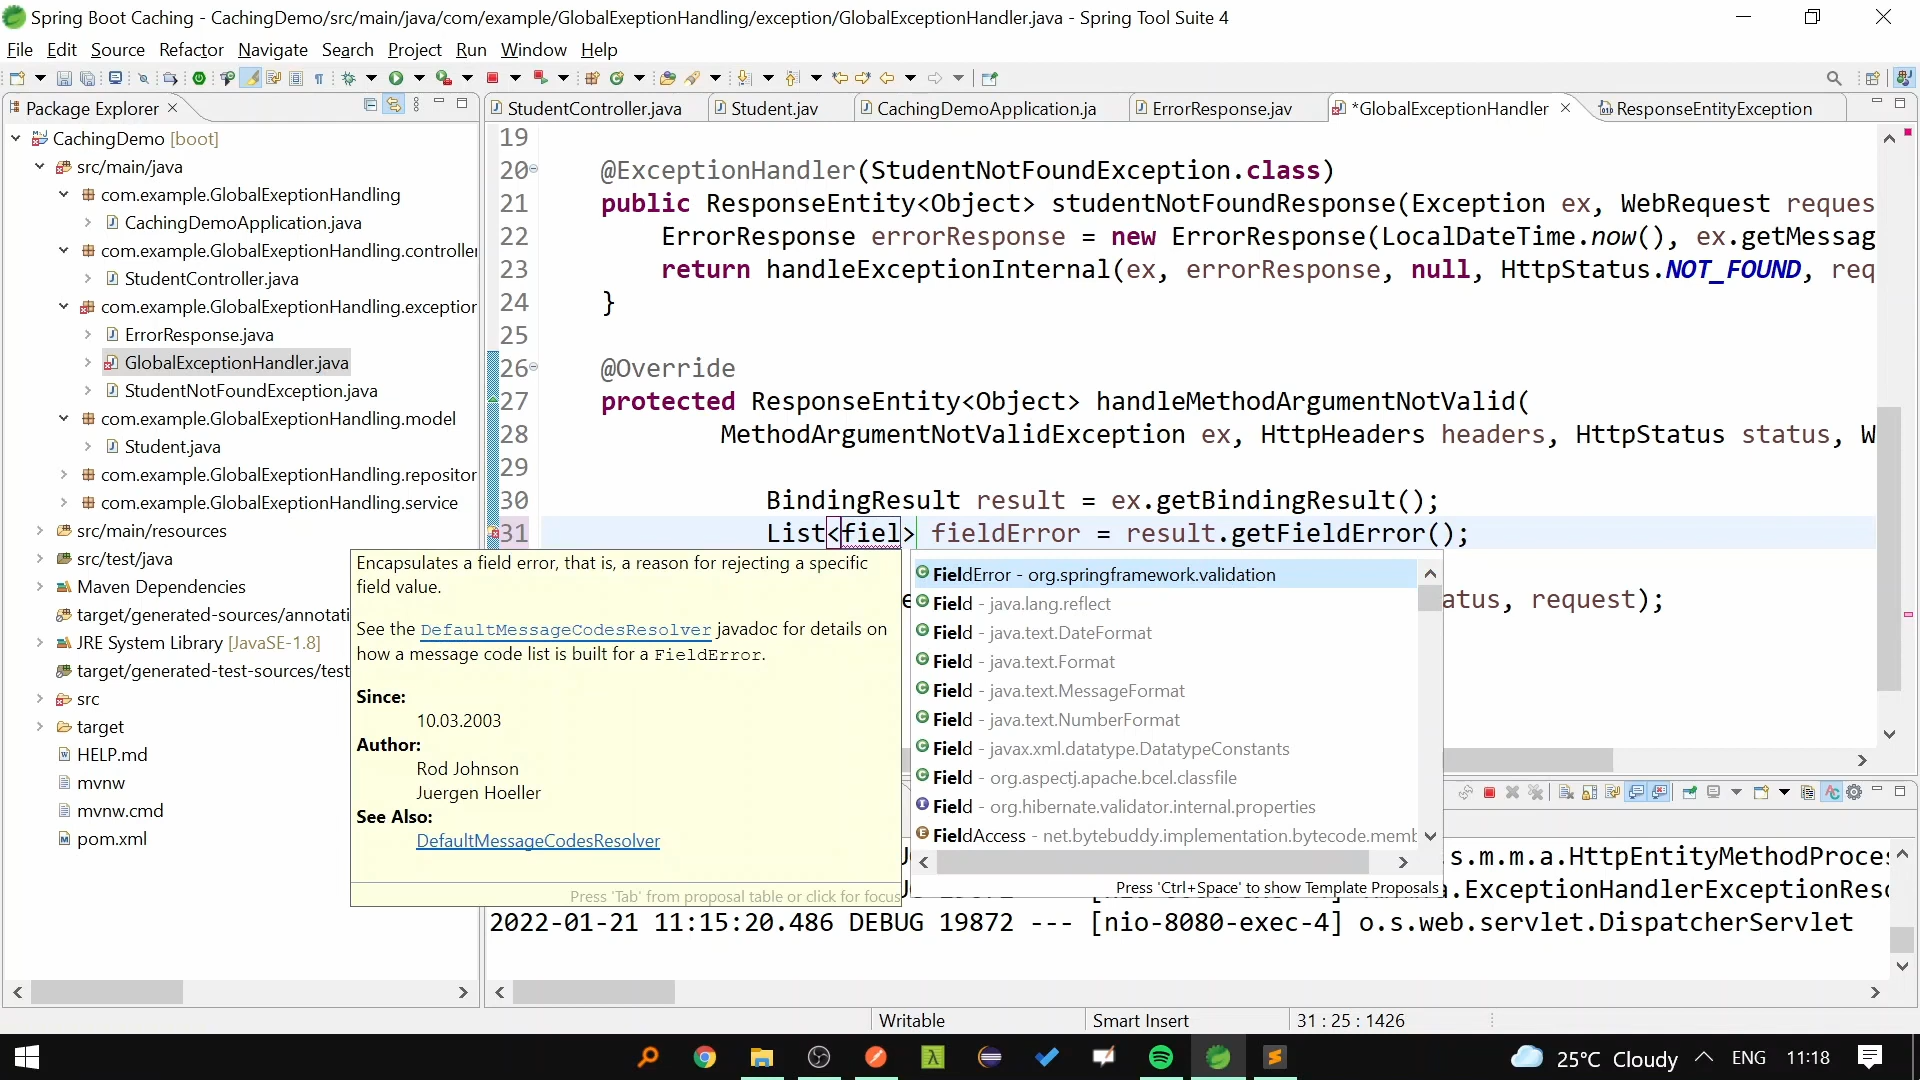 Spring Boot Caching - CachingDemo/src/main/java/com/example/GlobalExeptionHandling/exception/GlobalExceptionHandler.java - Spring Tool Suite 4
File Edit Source Refactor Navigate Search Project Run Window Help
Package Explorer
CachingDemo [boot]
src/main/java
com.example.GlobalExeptionHandling
CachingDemoApplication.java
com.example.GlobalExeptionHandling.controller
StudentController.java
com.example.GlobalExeptionHandling.exception
ErrorResponse.java
GlobalExceptionHandler.java
StudentNotFoundException.java
com.example.GlobalExeptionHandling.model
Student.java
com.example.GlobalExeptionHandling.repositor
com.example.GlobalExeptionHandling.service
src/main/resources
src/test/java
Maven Dependencies
target/generated-sources/annotati
JRE System Library [JavaSE-1.8]
target/generated-test-sources/test
src
target
HELP.md
mvnw
mvnw.cmd
pom.xml
StudentController.java Student.jav CachingDemoApplication.ja ErrorResponse.jav *GlobalExceptionHandler ResponseEntityException
19
20 @ExceptionHandler(StudentNotFoundException.class)
21 public ResponseEntity<Object> studentNotFoundResponse(Exception ex, WebRequest reques
22 ErrorResponse errorResponse = new ErrorResponse(LocalDateTime.now(), ex.getMessag
23 return handleExceptionInternal(ex, errorResponse, null, HttpStatus.NOT_FOUND, req
24 }
25
26 @Override
27 protected ResponseEntity<Object> handleMethodArgumentNotValid(
28 MethodArgumentNotValidException ex, HttpHeaders headers, HttpStatus status, W
29
30 BindingResult result = ex.getBindingResult();
31 List<fiel> fieldError = result.getFieldError();
atus, request);
Encapsulates a field error, that is, a reason for rejecting a specific
field value.
See the DefaultMessageCodesResolver javadoc for details on
how a message code list is built for a FieldError.
Since:
10.03.2003
Author:
Rod Johnson
Juergen Hoeller
See Also:
DefaultMessageCodesResolver
Press 'Tab' from proposal table or click for focus
FieldError - org.springframework.validation
Field - java.lang.reflect
Field - java.text.DateFormat
Field - java.text.Format
Field - java.text.MessageFormat
Field - java.text.NumberFormat
Field - javax.xml.datatype.DatatypeConstants
Field - org.aspectj.apache.bcel.classfile
Field - org.hibernate.validator.internal.properties
FieldAccess - net.bytebuddy.implementation.bytecode.memb
Press 'Ctrl+Space' to show Template Proposals
.s.m.m.a.HttpEntityMethodProces
.a.ExceptionHandlerExceptionReso
2022-01-21 11:15:20.486 DEBUG 19872 --- [nio-8080-exec-4] o.s.web.servlet.DispatcherServlet
Writable Smart Insert 31 : 25 : 1426
25°C Cloudy ENG 11:18